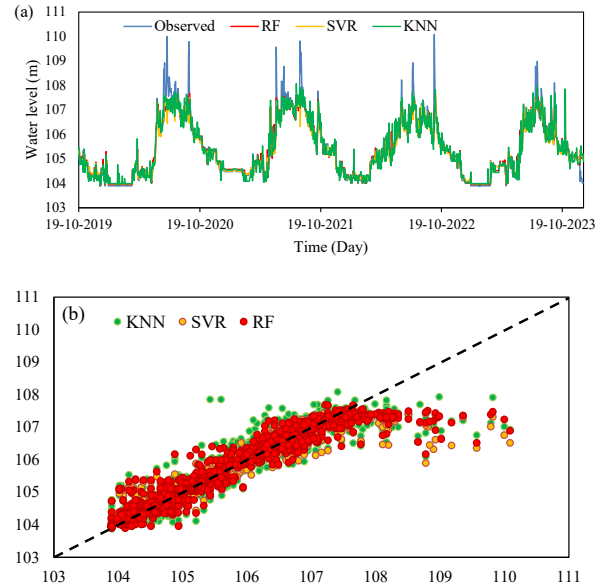 (a)
Observed RF SVR KNN
Water level (m)
111
110
109
108
107
106
105
104
103
19-10-2019 19-10-2020 19-10-2021 19-10-2022 19-10-2023
Time (Day)
(b)
KNN SVR RF
111
110
109
108
107
106
105
104
103
103 104 105 106 107 108 109 110 111